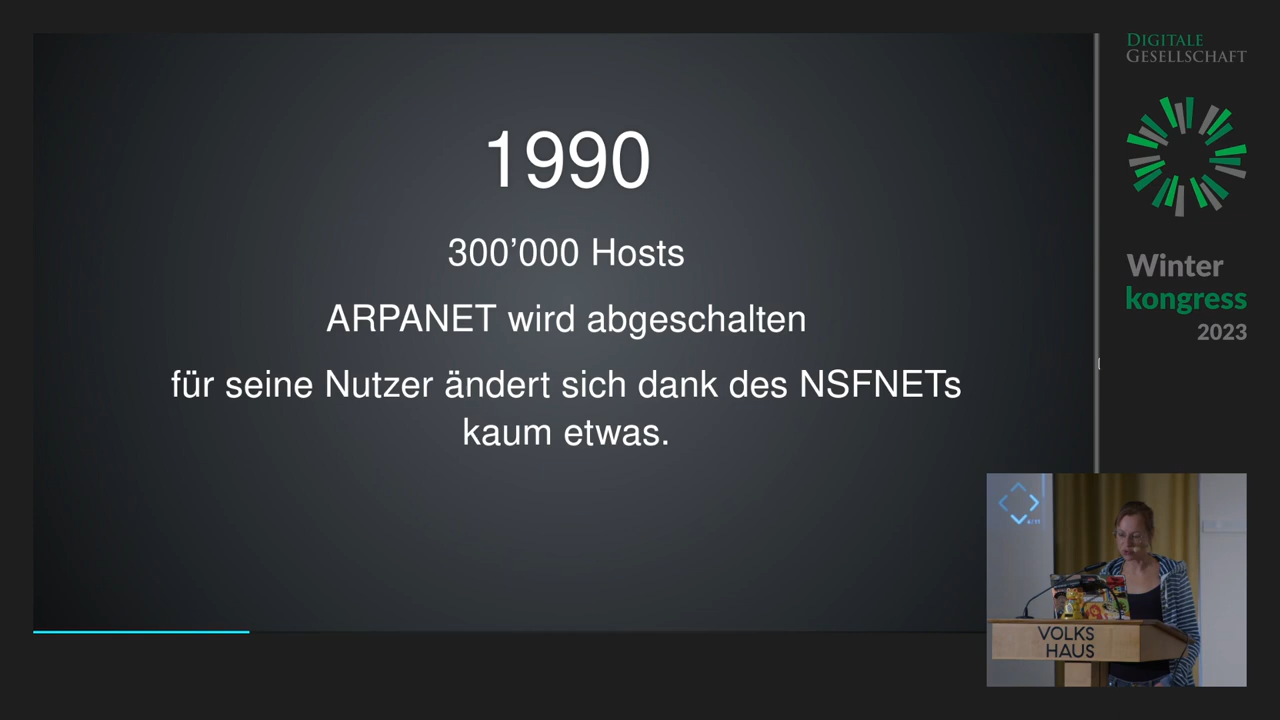 1990
300’000 Hosts
ARPANET wird abgeschalten
für seine Nutzer ändert sich dank des NSFNETs
kaum etwas.
DIGITALE
GESELLSCHAFT
Winter
kongress
2023
VOLKS
HAUS